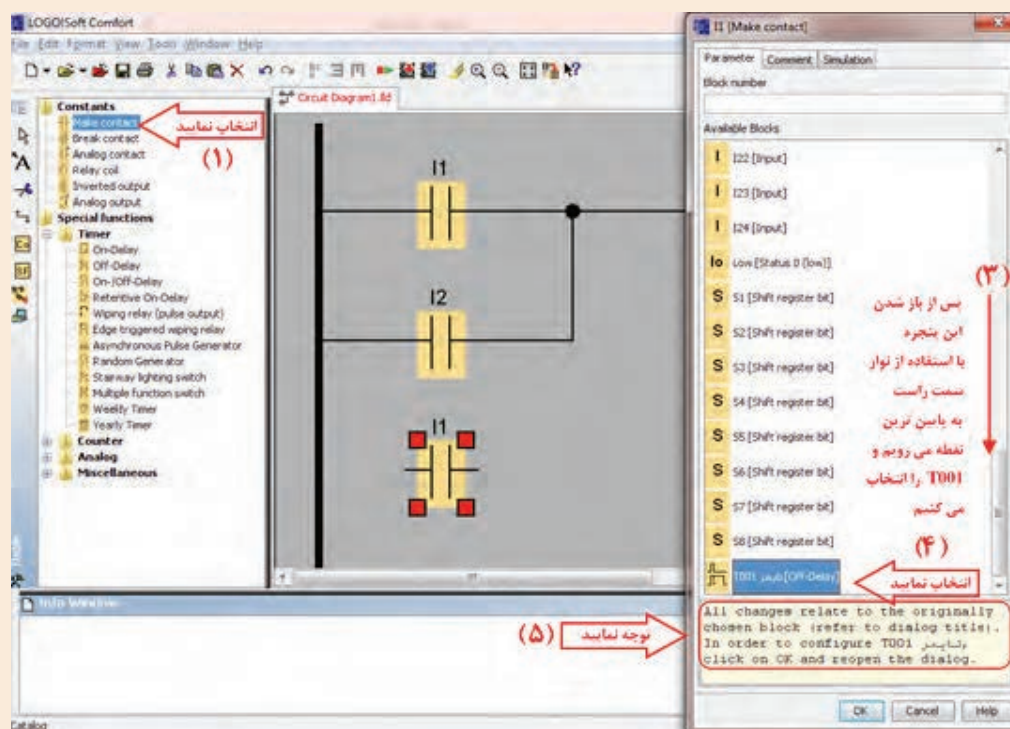 LOGO!Soft Comfort
File Edit Format View Tools Window Help
Constants
Make contact
Break contact
Analog contact
Relay coil
Inverted output
Analog output
Special functions
Timer
On-Delay
Off-Delay
On-/Off-Delay
Retentive On-Delay
Wiping relay (pulse output)
Edge triggered wiping relay
Asynchronous Pulse Generator
Random Generator
Stairway lighting switch
Multiple function switch
Weekly Timer
Yearly Timer
Counter
Analog
Miscellaneous
انتخاب نمایید
(۱)
Circuit Diagram1.lld
I1
I2
I1
Info Window
Catalog
I1 [Make contact]
Parameter Comment Simulation
Block number
Available Blocks
I I22 [Input]
I I23 [Input]
I I24 [Input]
lo Low [Status 0 (low)]
S S1 [Shift register bit]
S S2 [Shift register bit]
S S3 [Shift register bit]
S S4 [Shift register bit]
S S5 [Shift register bit]
S S6 [Shift register bit]
S S7 [Shift register bit]
S S8 [Shift register bit]
T001 تایمر [Off-Delay]
(۳)
پس از باز شدن
این پنجره
با استفاده از نوار
سمت راست
به پایین ترین
نقطه می رویم و
T001 را انتخاب
می کنیم
(۴)
انتخاب نمایید
All changes relate to the originally
chosen block (refer to dialog title).
In order to configure T001
click on OK and reopen the dialog.
توجه نمایید
(۵)
OK Cancel Help